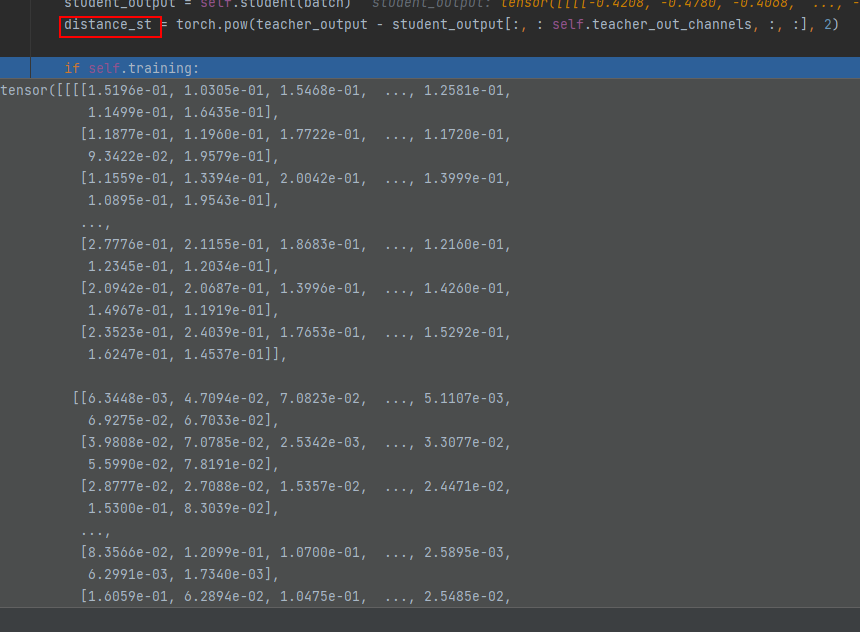 student_output = self.student(batch)  student_output: tensor([[[[-0.4208, -0.4780, -0.4068,  ..., -
distance_st = torch.pow(teacher_output - student_output[:, : self.teacher_out_channels, :, :], 2)
if self.training:
tensor([[[[1.5196e-01, 1.0305e-01, 1.5468e-01,  ..., 1.2581e-01,
1.1499e-01, 1.6435e-01],
[1.1877e-01, 1.1960e-01, 1.7722e-01,  ..., 1.1720e-01,
9.3422e-02, 1.9579e-01],
[1.1559e-01, 1.3394e-01, 2.0042e-01,  ..., 1.3999e-01,
1.0895e-01, 1.9543e-01],
...,
[2.7776e-01, 2.1155e-01, 1.8683e-01,  ..., 1.2160e-01,
1.2345e-01, 1.2034e-01],
[2.0942e-01, 2.0687e-01, 1.3996e-01,  ..., 1.4260e-01,
1.4967e-01, 1.1919e-01],
[2.3523e-01, 2.4039e-01, 1.7653e-01,  ..., 1.5292e-01,
1.6247e-01, 1.4537e-01]],
[[6.3448e-03, 4.7094e-02, 7.0823e-02,  ..., 5.1107e-03,
6.9275e-02, 6.7033e-02],
[3.9808e-02, 7.0785e-02, 2.5342e-03,  ..., 3.3077e-02,
5.5990e-02, 7.8191e-02],
[2.8777e-02, 2.7088e-02, 1.5357e-02,  ..., 2.4471e-02,
1.5300e-01, 8.3039e-02],
...,
[8.3566e-02, 1.2099e-01, 1.0700e-01,  ..., 2.5895e-03,
6.2991e-03, 1.7340e-03],
[1.6059e-01, 6.2894e-02, 1.0475e-01,  ..., 2.5485e-02,